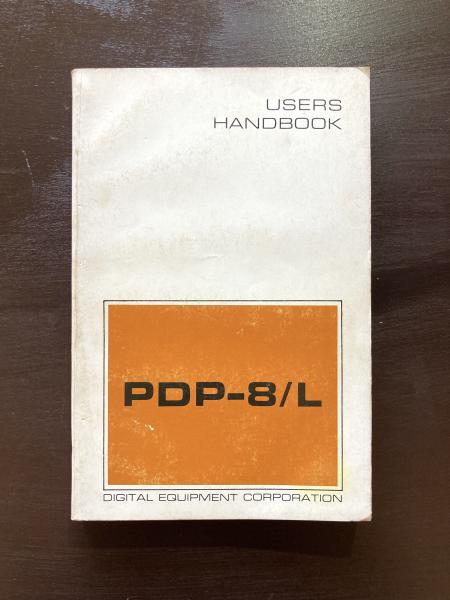 USERS
HANDBOOK
PDP-8/L
DIGITAL EQUIPMENT CORPORATION